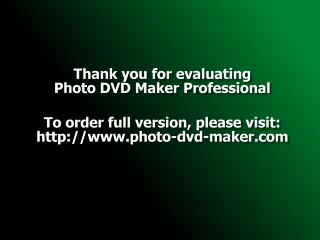 Thank you for evaluating
Photo DVD Maker Professional
To order full version, please visit:
http://www.photo-dvd-maker.com